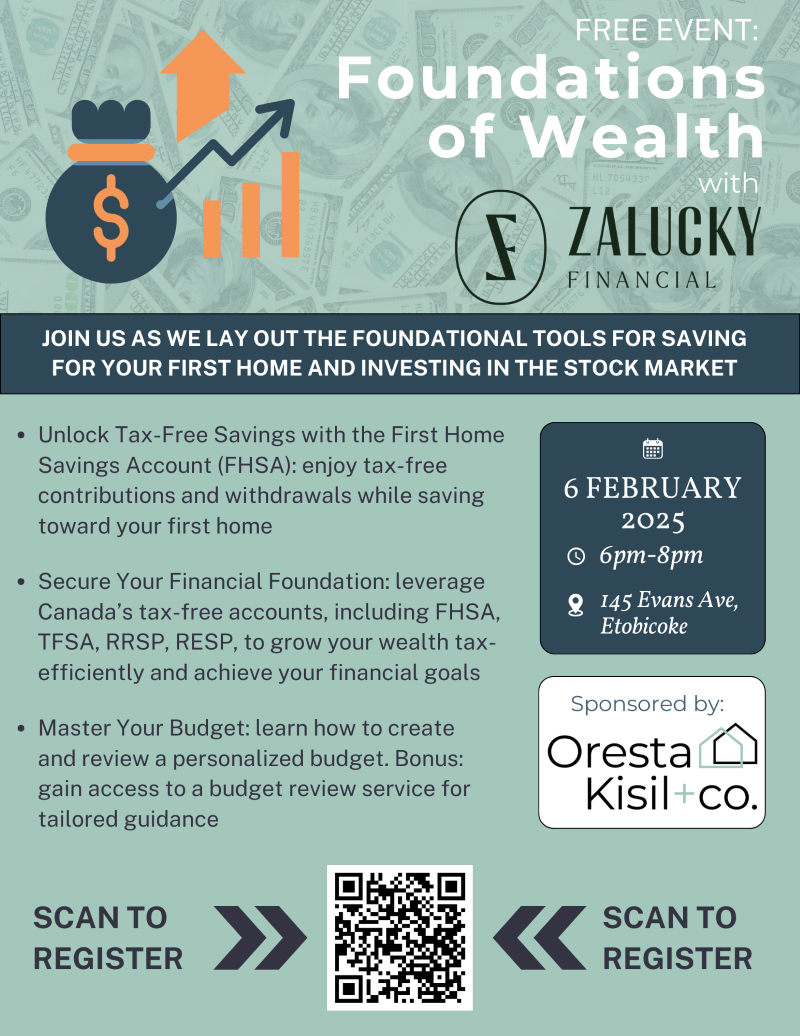 FREE EVENT:
Foundations
of Wealth
with
ZALUCKY
FINANCIAL
JOIN US AS WE LAY OUT THE FOUNDATIONAL TOOLS FOR SAVING
FOR YOUR FIRST HOME AND INVESTING IN THE STOCK MARKET
• Unlock Tax-Free Savings with the First Home
Savings Account (FHSA): enjoy tax-free
contributions and withdrawals while saving
toward your first home
• Secure Your Financial Foundation: leverage
Canada's tax-free accounts, including FHSA,
TFSA, RRSP, RESP, to grow your wealth tax-
efficiently and achieve your financial goals
• Master Your Budget: learn how to create
and review a personalized budget. Bonus:
gain access to a budget review service for
tailored guidance
6 FEBRUARY
2025
6pm-8pm
145 Evans Ave,
Etobicoke
Sponsored by:
Oresta
Kisil+co.
SCAN TO
REGISTER
SCAN TO
REGISTER